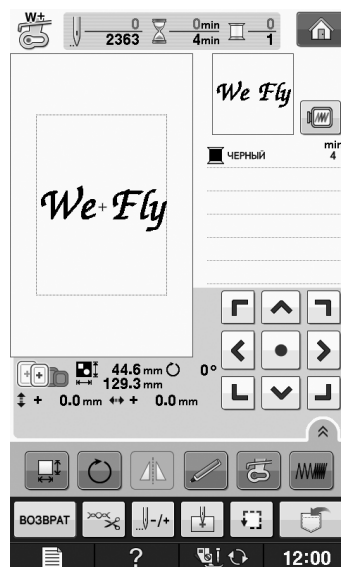 W+
0
2363
0min
4min
0
1
We Fly
min
ЧЕРНЫЙ 4
We+Fly
44.6 mm 0°
129.3 mm
+ 0.0 mm + 0.0 mm
ВОЗВРАТ
-/+
?
12:00